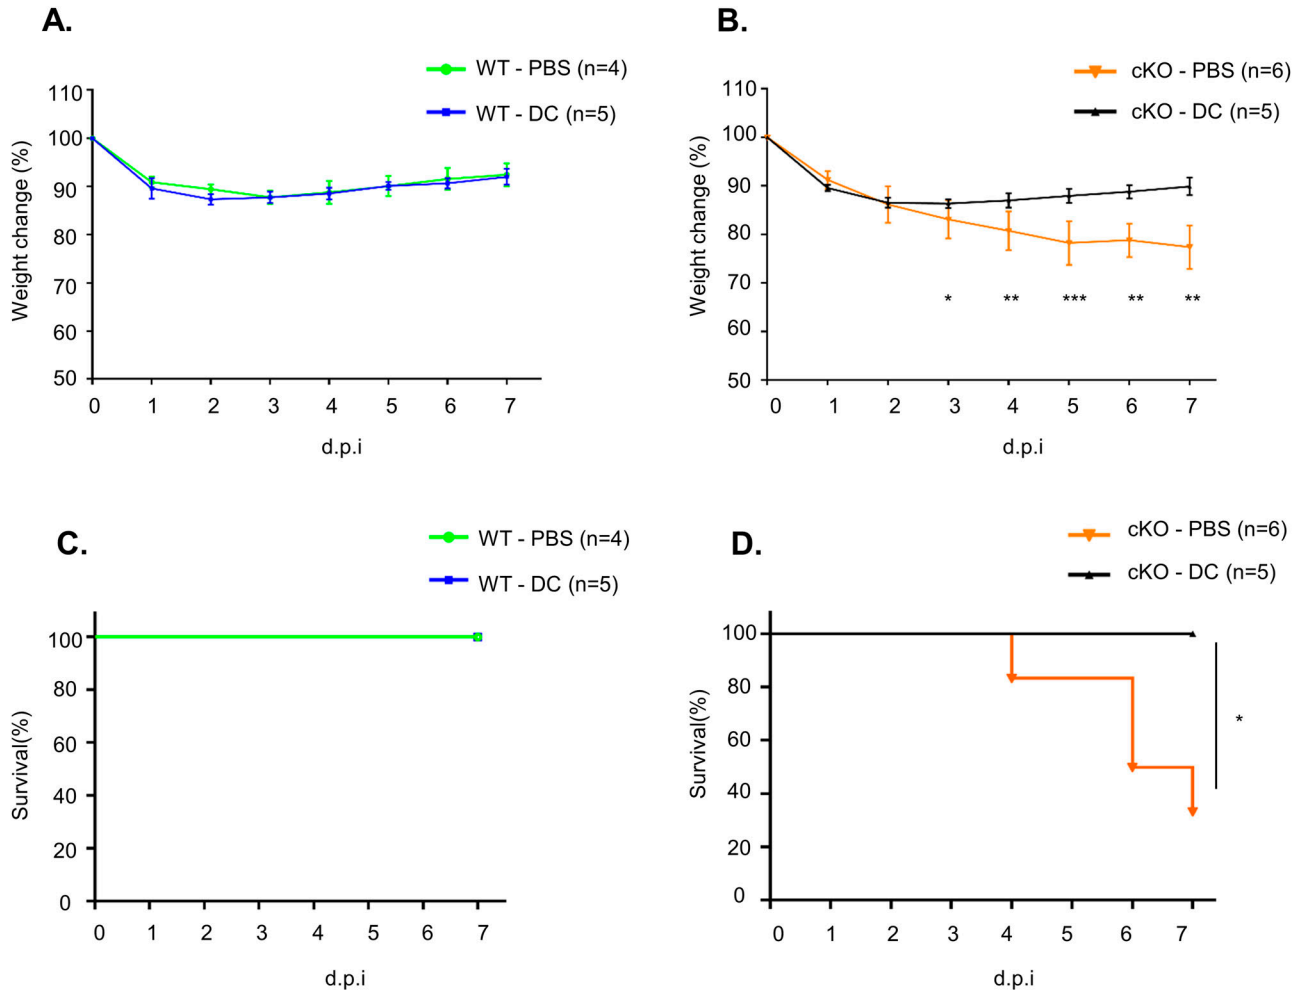 A.
WT - PBS (n=4)
WT - DC (n=5)
110
100
90
80
70
60
50
Weight change (%)
0 1 2 3 4 5 6 7
d.p.i
B.
cKO - PBS (n=6)
cKO - DC (n=5)
110
100
90
80
70
60
50
Weight change (%)
* ** *** ** **
0 1 2 3 4 5 6 7
d.p.i
C.
WT - PBS (n=4)
WT - DC (n=5)
100
80
60
40
20
0
Survival(%)
0 1 2 3 4 5 6 7
d.p.i
D.
cKO - PBS (n=6)
cKO - DC (n=5)
100
80
60
40
20
0
Survival(%)
*
0 1 2 3 4 5 6 7
d.p.i